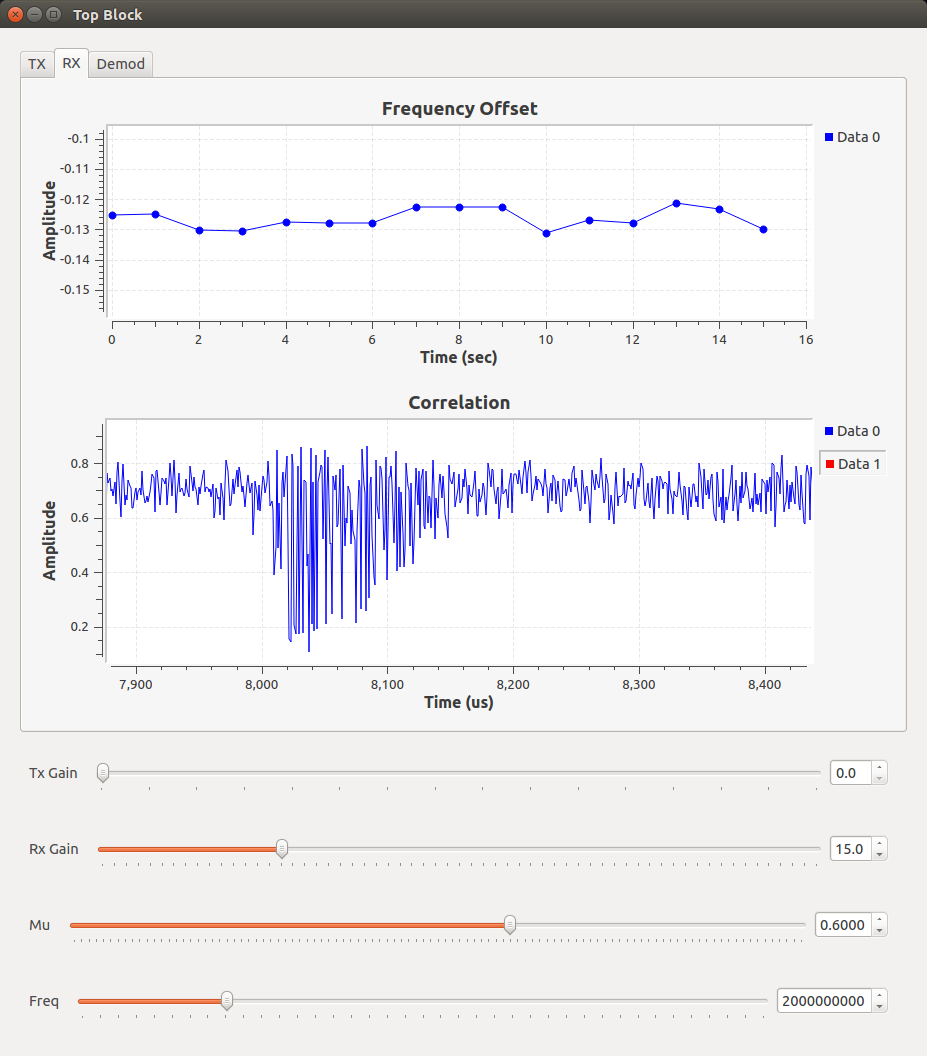 Top Block
TX RX Demod
Frequency Offset
Data 0
-0.1
-0.11
-0.12
-0.13
-0.14
-0.15
Amplitude
0 2 4 6 8 10 12 14 16
Time (sec)
Correlation
Data 0
Data 1
0.8
0.6
0.4
0.2
Amplitude
7,900 8,000 8,100 8,200 8,300 8,400
Time (us)
Tx Gain 0.0
Rx Gain 15.0
Mu 0.6000
Freq 2000000000